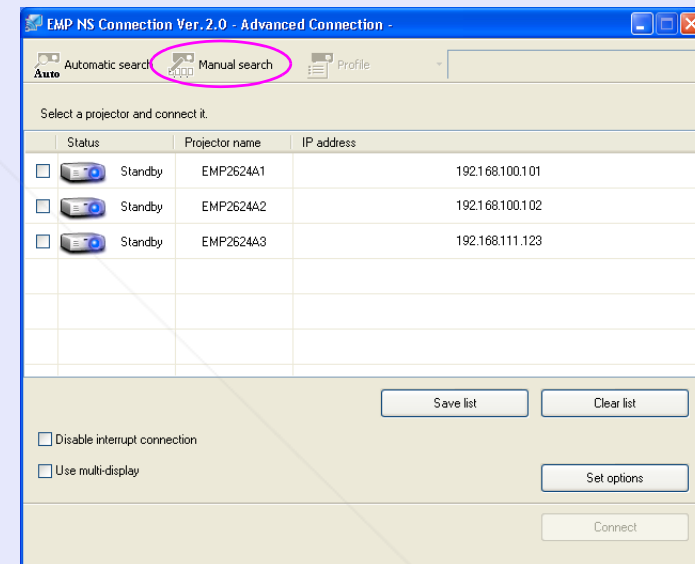 EMP NS Connection Ver. 2.0 - Advanced Connection -
Auto Automatic search Manual search Profile
Select a projector and connect it.
Status Projector name IP address
Standby EMP2624A1 192.168.100.101
Standby EMP2624A2 192.168.100.102
Standby EMP2624A3 192.168.111.123
Save list Clear list
Disable interrupt connection
Use multi-display
Set options
Connect